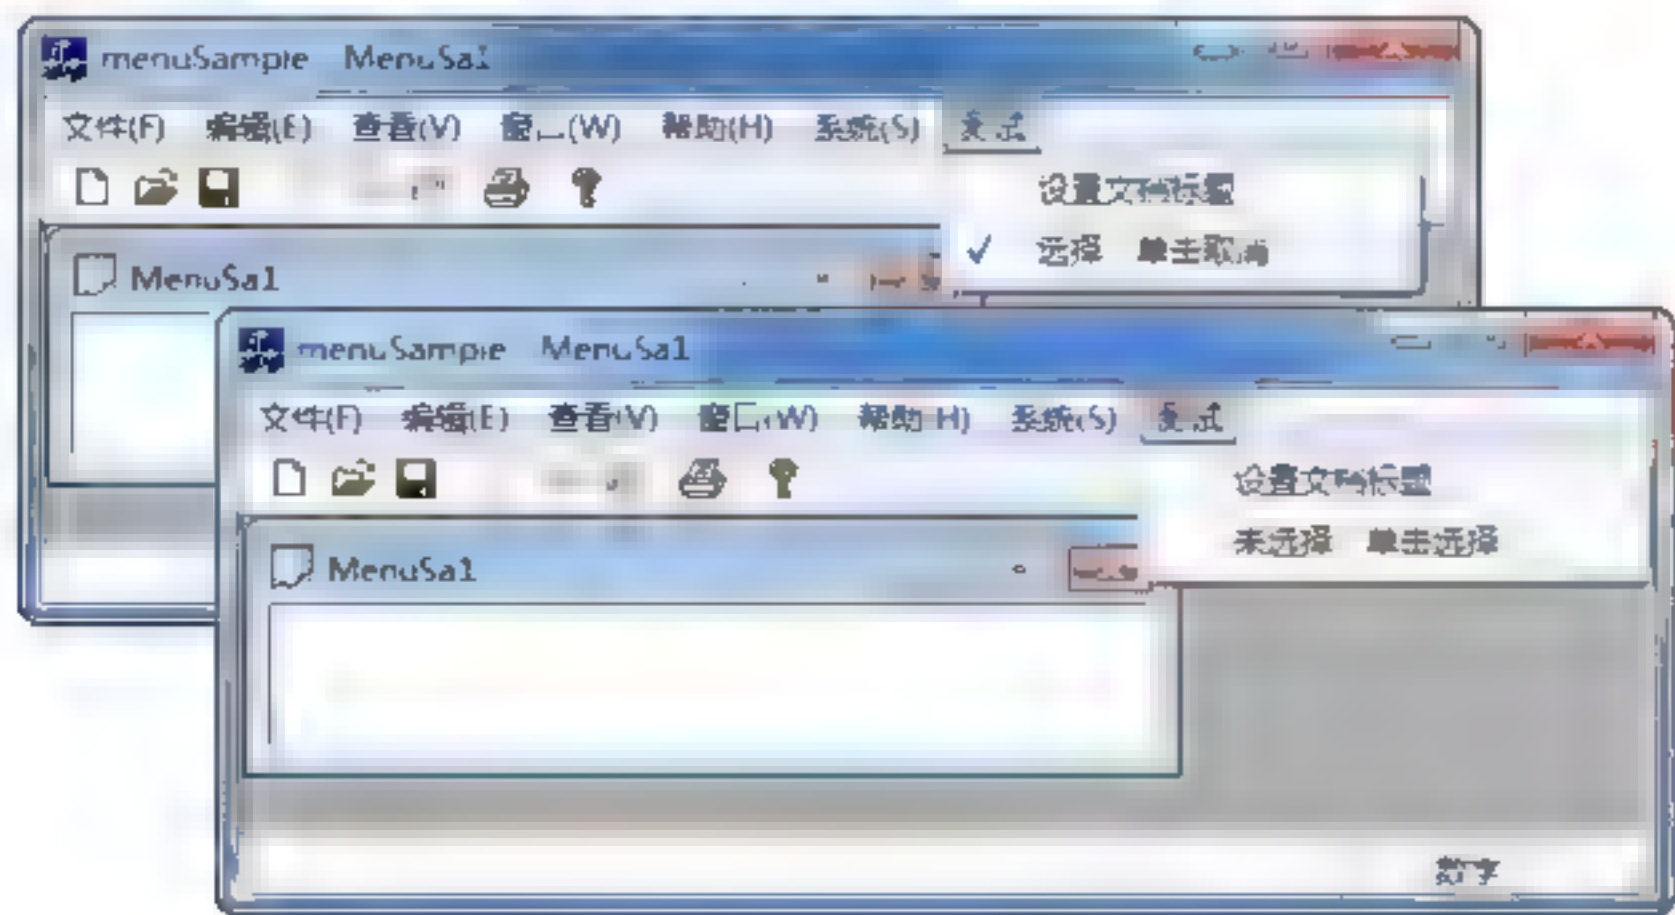 menuSample MenuSa1
文件(F) 编辑(E) 查看(V) 窗口(W) 帮助(H) 系统(S)
设置文档标题
✓ 选择 单击取消
MenuSa1
menuSample MenuSa1
文件(F) 编辑(E) 查看(V) 窗口(W) 帮助(H) 系统(S)
设置文档标题
未选择 单击选择
MenuSa1
数字